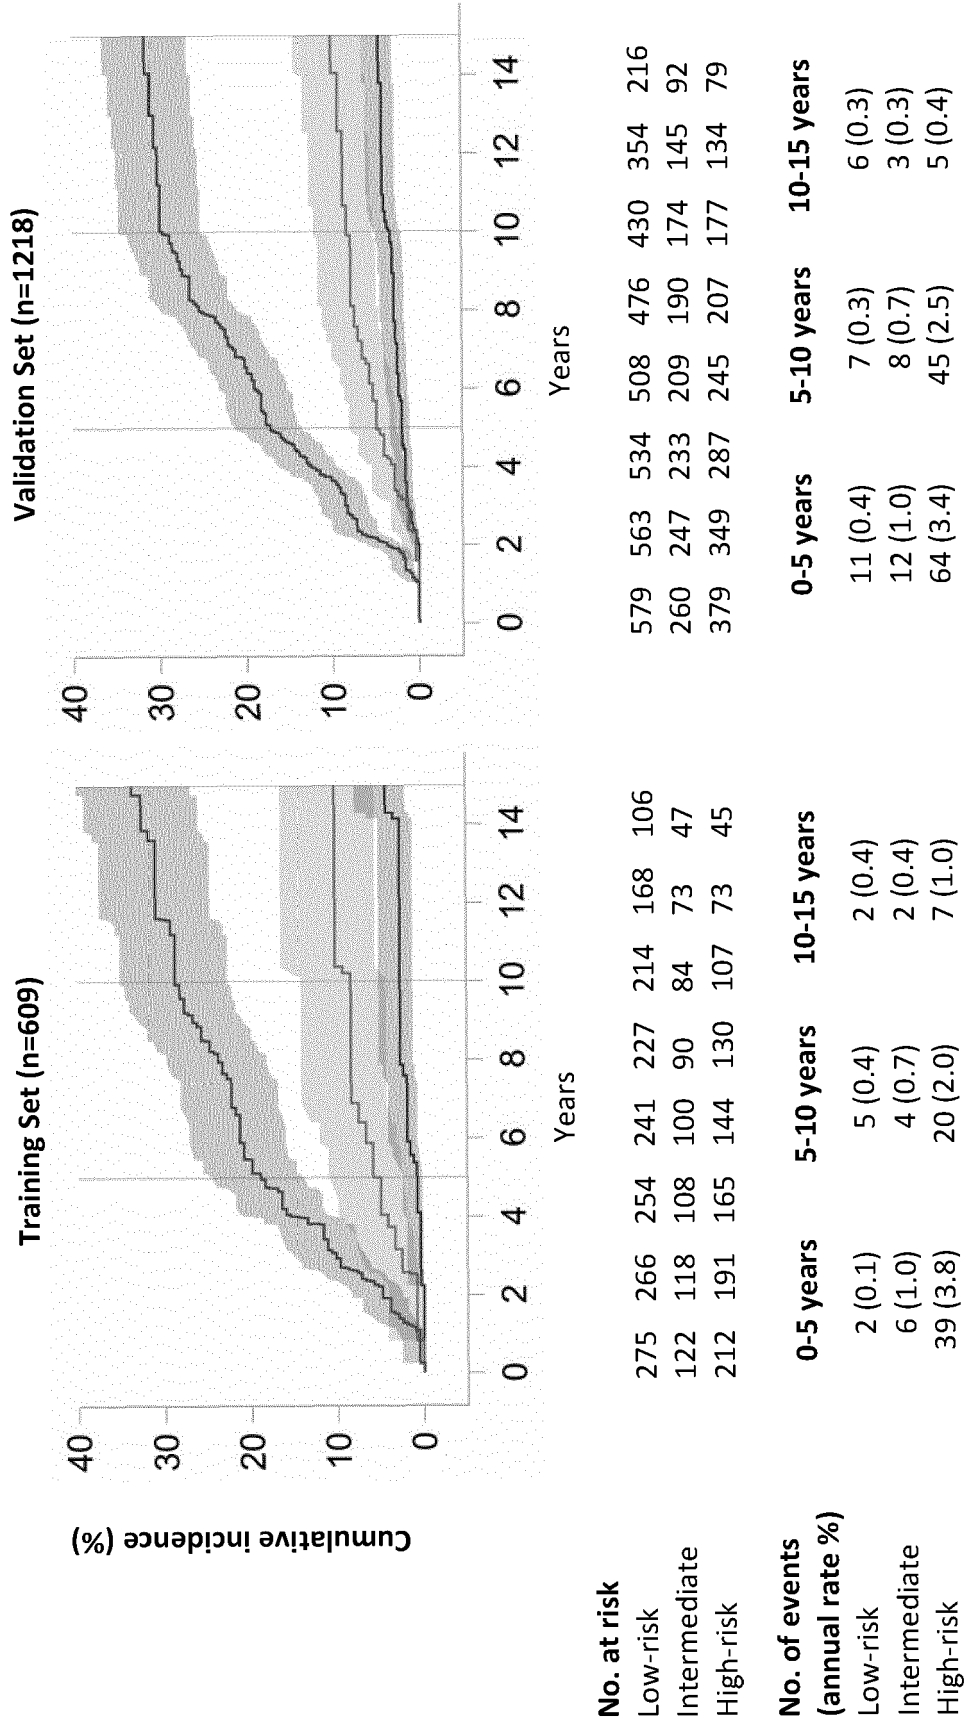 Training Set (n=609)
Validation Set (n=1218)
Cumulative incidence (%)
40
30
20
10
0
0 2 4 6 8 10 12 14
Years
40
30
20
10
0
0 2 4 6 8 10 12 14
Years
No. at risk
Low-risk 275 266 254 241 227 214 168 106 579 563 534 508 476 430 354 216
Intermediate 122 118 108 100 90 84 73 47 260 247 233 209 190 174 145 92
High-risk 212 191 165 144 130 107 73 45 379 349 287 245 207 177 134 79
No. of events 0-5 years 5-10 years 10-15 years 0-5 years 5-10 years 10-15 years
(annual rate %)
Low-risk 2 (0.1) 5 (0.4) 2 (0.4) 11 (0.4) 7 (0.3) 6 (0.3)
Intermediate 6 (1.0) 4 (0.7) 2 (0.4) 12 (1.0) 8 (0.7) 3 (0.3)
High-risk 39 (3.8) 20 (2.0) 7 (1.0) 64 (3.4) 45 (2.5) 5 (0.4)